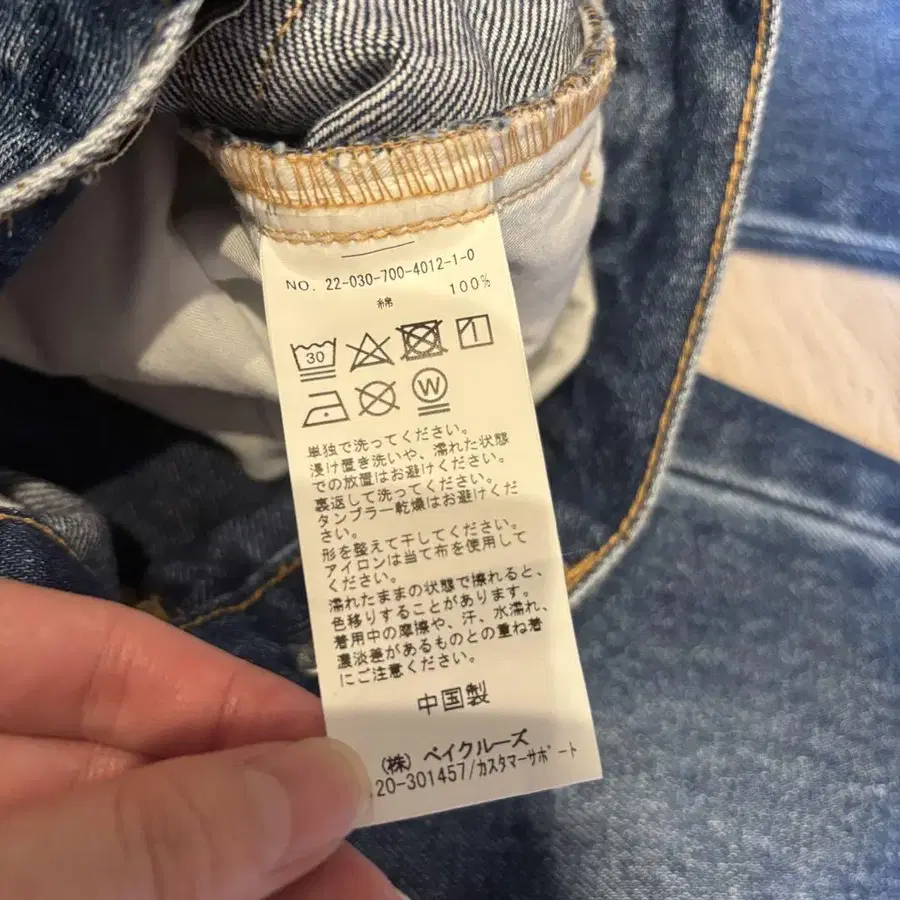 NO. 22-030-700-4012-1-0
綿 100%
30
W
単独で洗ってください。
浸け置き洗いや、濡れた状態
での放置はお避けください。
裏返して洗ってください。
タンブラー乾燥はお避けくだ
さい。
形を整えて干してください。
アイロンは当て布を使用して
ください。
濡れたままの状態で擦れると、
色移りすることがあります。
着用中の摩擦や、汗、水濡れ、
濃淡差があるものとの重ね着
にご注意ください。
中国製
(株) ベイクルーズ
20-301457/カスタマーサポート